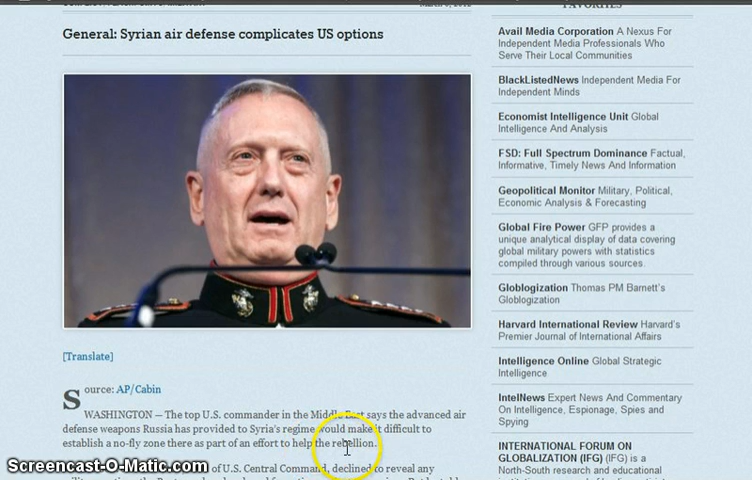 General: Syrian air defense complicates US options
[Translate]
Source: AP/Cabin
WASHINGTON — The top U.S. commander in the Middle East says the advanced air
defense weapons Russia has provided to Syria's regime would make it difficult to
establish a no-fly zone there as part of an effort to help the rebellion.
of U.S. Central Command, declined to reveal any
Avail Media Corporation A Nexus For
Independent Media Professionals Who
Serve Their Local Communities
BlackListedNews Independent Media For
Independent Minds
Economist Intelligence Unit Global
Intelligence And Analysis
FSD: Full Spectrum Dominance Factual,
Informative, Timely News And Information
Geopolitical Monitor Military, Political,
Economic Analysis & Forecasting
Global Fire Power GFP provides a
unique analytical display of data covering
global military powers with statistics
compiled through various sources.
Globlogization Thomas PM Barnett's
Globlogization
Harvard International Review Harvard's
Premier Journal of International Affairs
Intelligence Online Global Strategic
Intelligence
IntelNews Expert News And Commentary
On Intelligence, Espionage, Spies and
Spying
INTERNATIONAL FORUM ON
GLOBALIZATION (IFG) (IFG) is a
North-South research and educational
Screencast-O-Matic.com